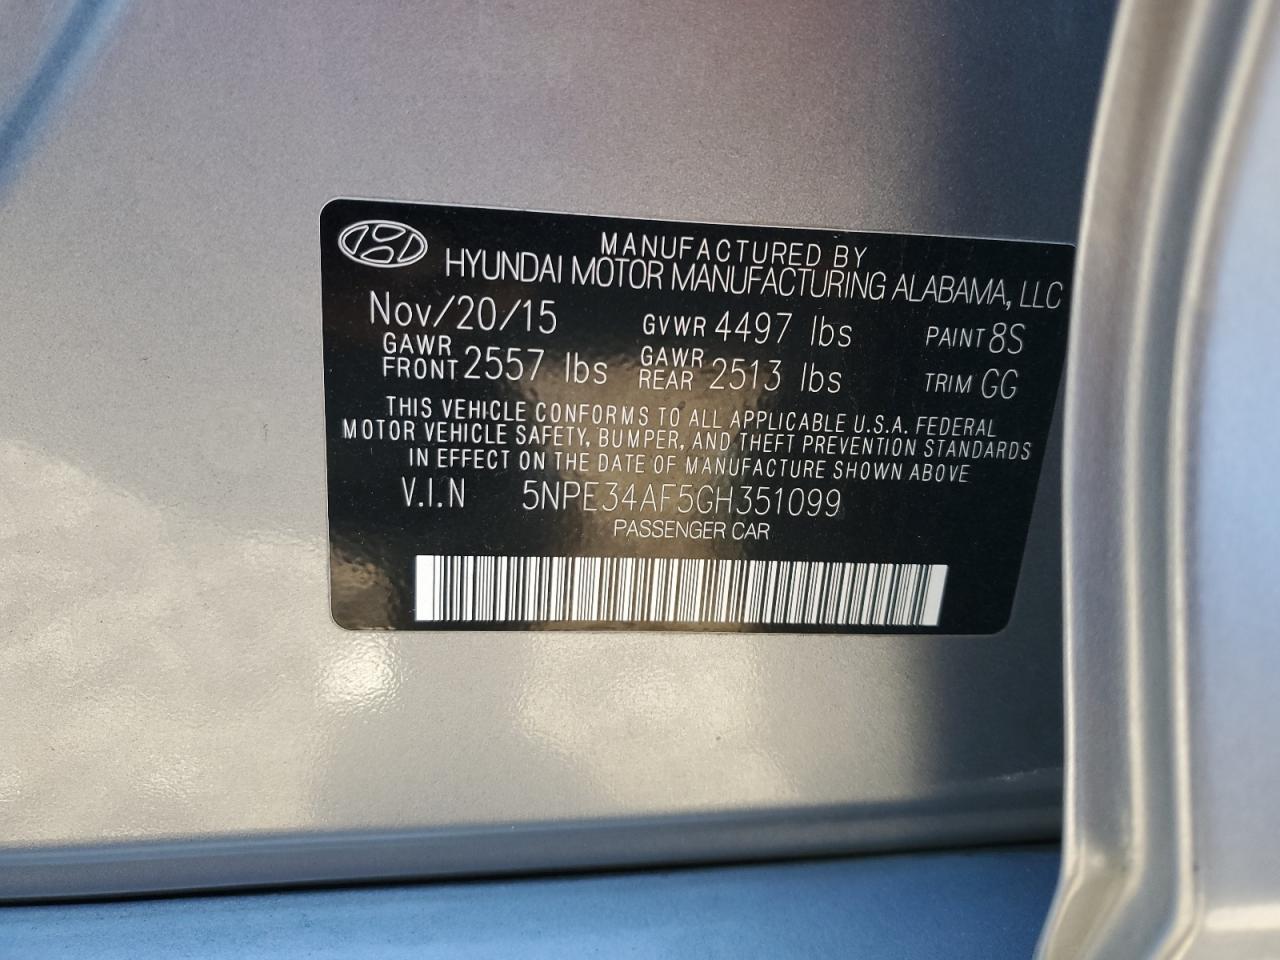 MANUFACTURED BY
HYUNDAI MOTOR MANUFACTURING ALABAMA, LLC
Nov/20/15 GVWR 4497 lbs PAINT 8S
GAWR FRONT 2557 lbs GAWR REAR 2513 lbs TRIM GG
THIS VEHICLE CONFORMS TO ALL APPLICABLE U.S.A. FEDERAL
MOTOR VEHICLE SAFETY, BUMPER, AND THEFT PREVENTION STANDARDS
IN EFFECT ON THE DATE OF MANUFACTURE SHOWN ABOVE
V.I.N 5NPE34AF5GH351099
PASSENGER CAR